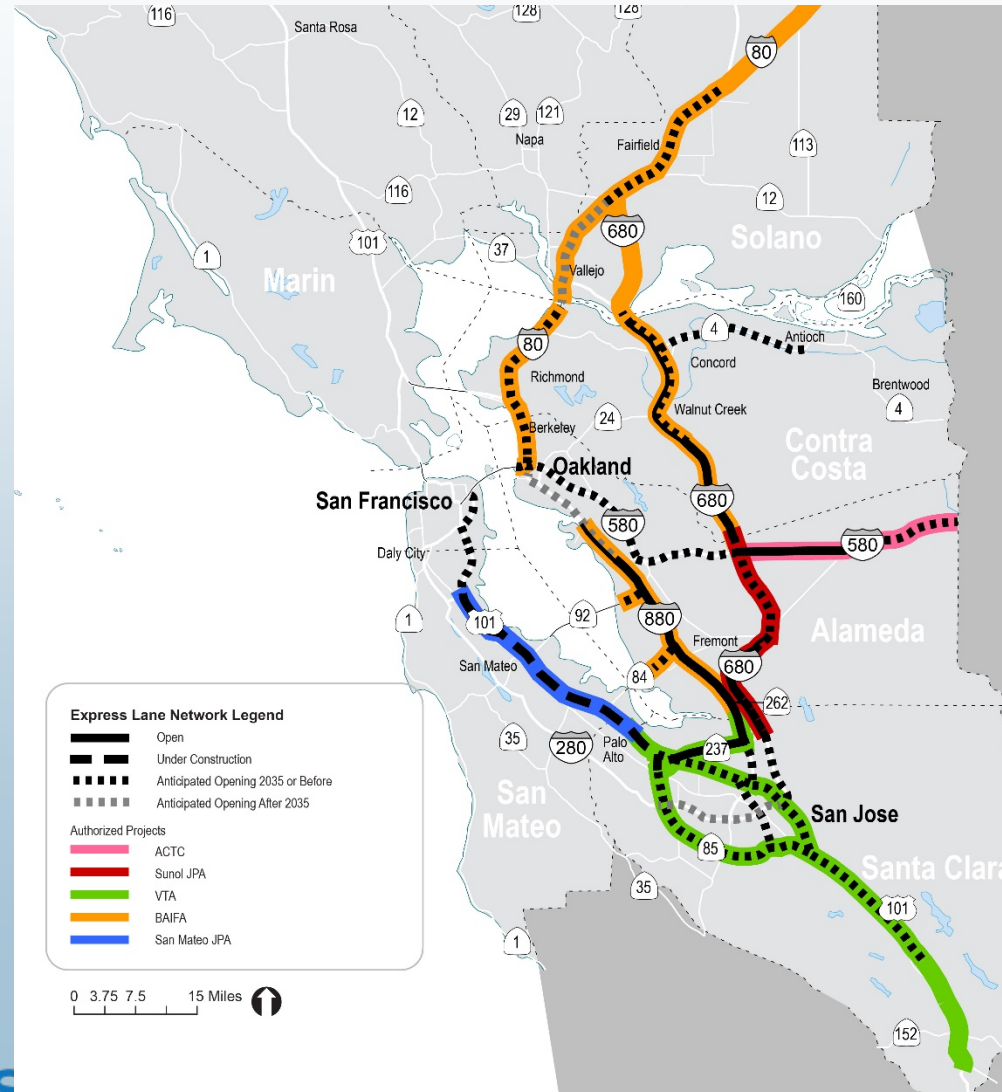 116
128
128
Santa Rosa
80
12
29
121
113
Napa
Fairfield
116
12
680
Solano
101
37
1
Marin
Vallejo
160
4
Antioch
80
Concord
Richmond
Brentwood
4
Walnut Creek
24
Berkeley
Contra
Costa
Oakland
San Francisco
680
580
580
Daly City
92
880
1
101
Fremont
Alameda
San Mateo
84
680
262
Express Lane Network Legend
Open
Under Construction
Anticipated Opening 2035 or Before
Anticipated Opening After 2035
Authorized Projects
ACTC
Sunol JPA
VTA
BAIFA
San Mateo JPA
35
280
Palo
Alto
237
San
Mateo
San Jose
85
Santa Clara
35
101
1
152
0 3.75 7.5 15 Miles